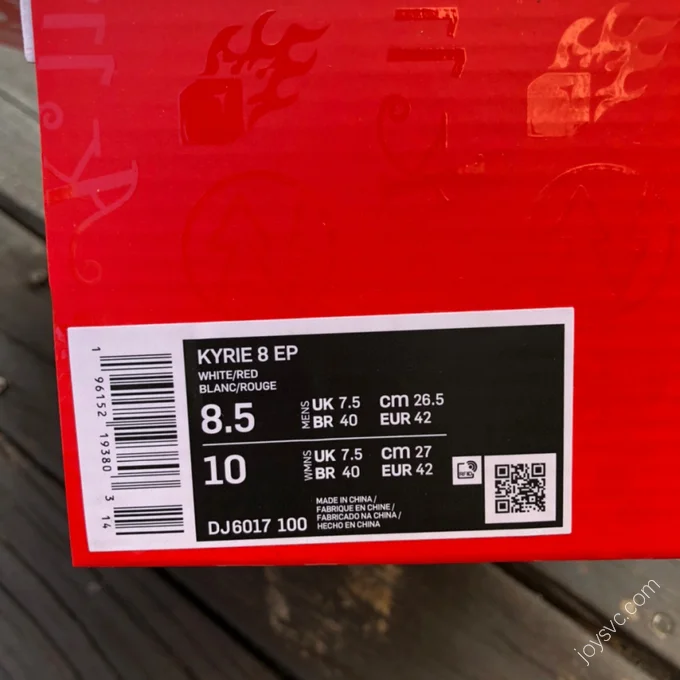 KYRIE 8 EP
WHITE/RED
BLANC/ROUGE
8.5 MENS UK 7.5 cm 26.5
BR 40 EUR 42
10 WMNS UK 7.5 cm 27
BR 40 EUR 42
DJ6017 100
MADE IN CHINA /
FABRIQUE EN CHINE /
FABRICADO NA CHINA /
HECHO EN CHINA
1 96152 19380 3 14
joysvc.com